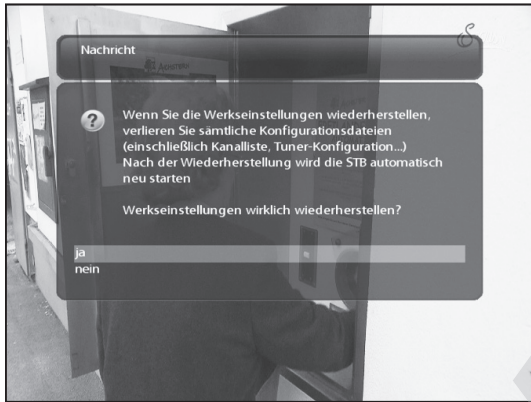 Nachricht
Wenn Sie die Werkseinstellungen wiederherstellen,
verlieren Sie sämtliche Konfigurationsdateien
(einschließlich Kanalliste, Tuner-Konfiguration...)
Nach der Wiederherstellung wird die STB automatisch
neu starten
Werkseinstellungen wirklich wiederherstellen?
ja
nein